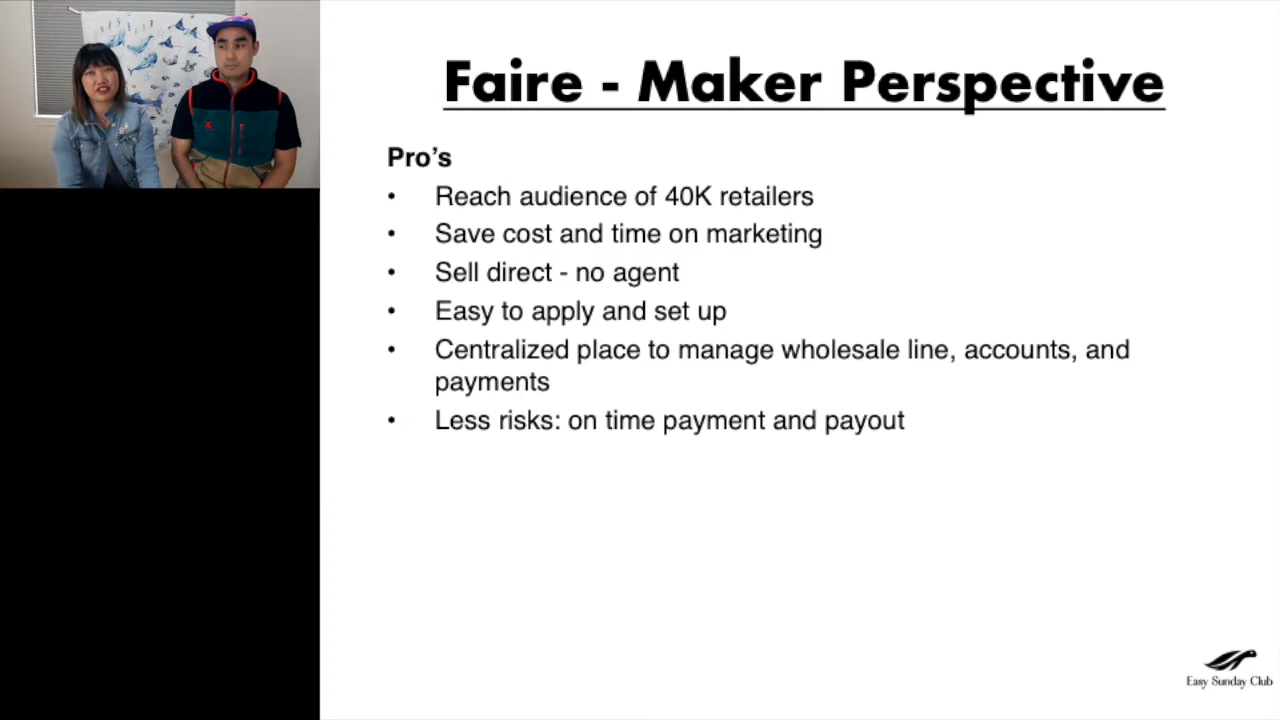 Faire - Maker Perspective
Pro’s
• Reach audience of 40K retailers
• Save cost and time on marketing
• Sell direct - no agent
• Easy to apply and set up
• Centralized place to manage wholesale line, accounts, and
payments
• Less risks: on time payment and payout
Easy Sunday Club